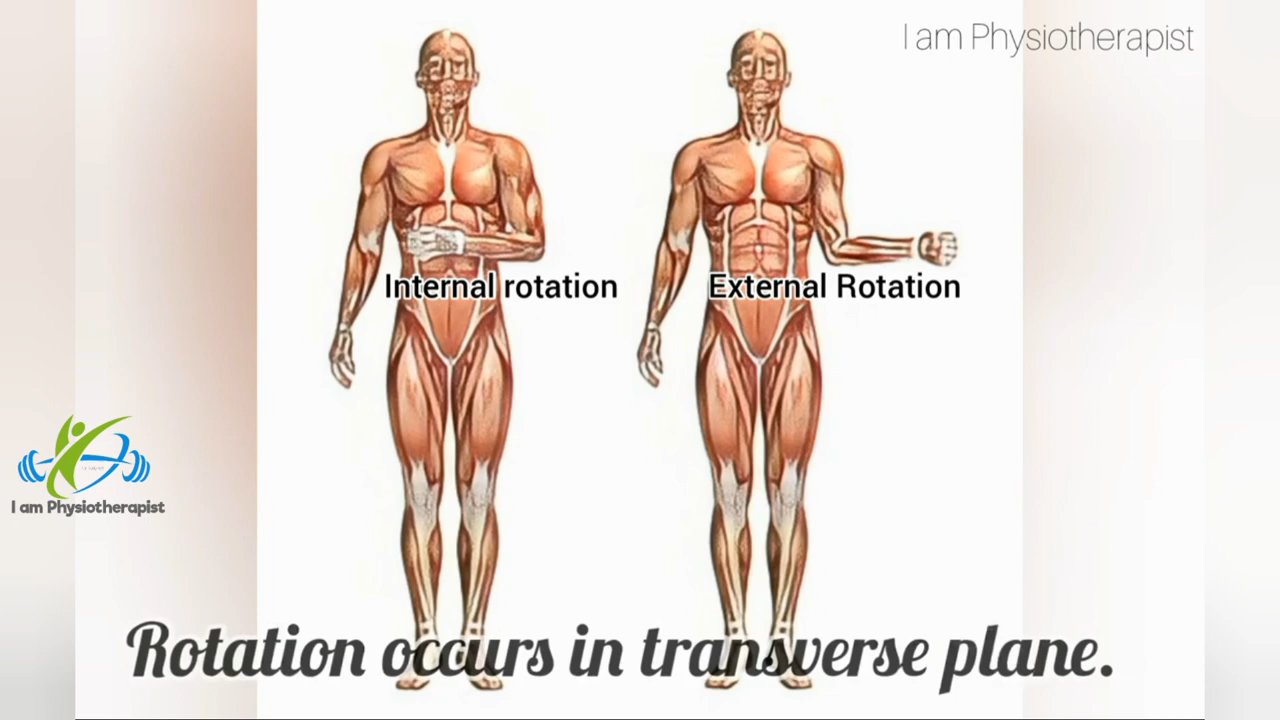 I am Physiotherapist
Internal rotation
External Rotation
I am Physiotherapist
Rotation occurs in transverse plane.